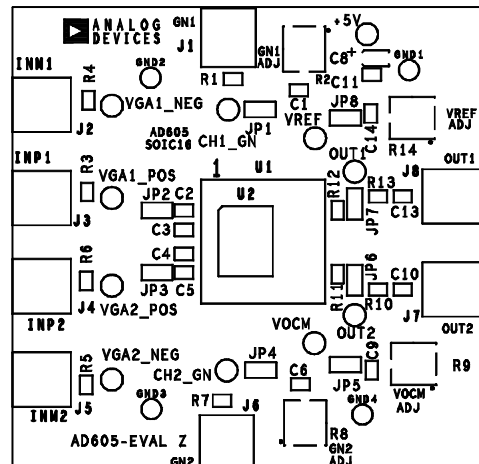 ANALOG
DEVICES
GN1
J1
+5V
INM1
R4
GND2
R1
GN1
ADJ
R2
C8
+
C11
GND1
J2
VGA1_NEG
C1
JP8
C14
VREF
ADJ
R14
AD605
SOIC16
CH1_GN
JP1
VREF
INP1
R3
VGA1_POS
1
U1
OUT1
J8
OUT1
J3
JP2
C2
U2
R12
JP7
R13
C13
C3
R6
C4
JP3
C5
J4
INP2
VGA2_POS
R11
JP6
R10
C10
J7
OUT2
OUT2
VOCM
R5
VGA2_NEG
CH2_GN
JP4
C6
JP5
C9
R9
VOCM
ADJ
J5
INM2
GND3
R7
J6
GND4
AD605-EVAL Z
GN2
R8
GN2
ADJ